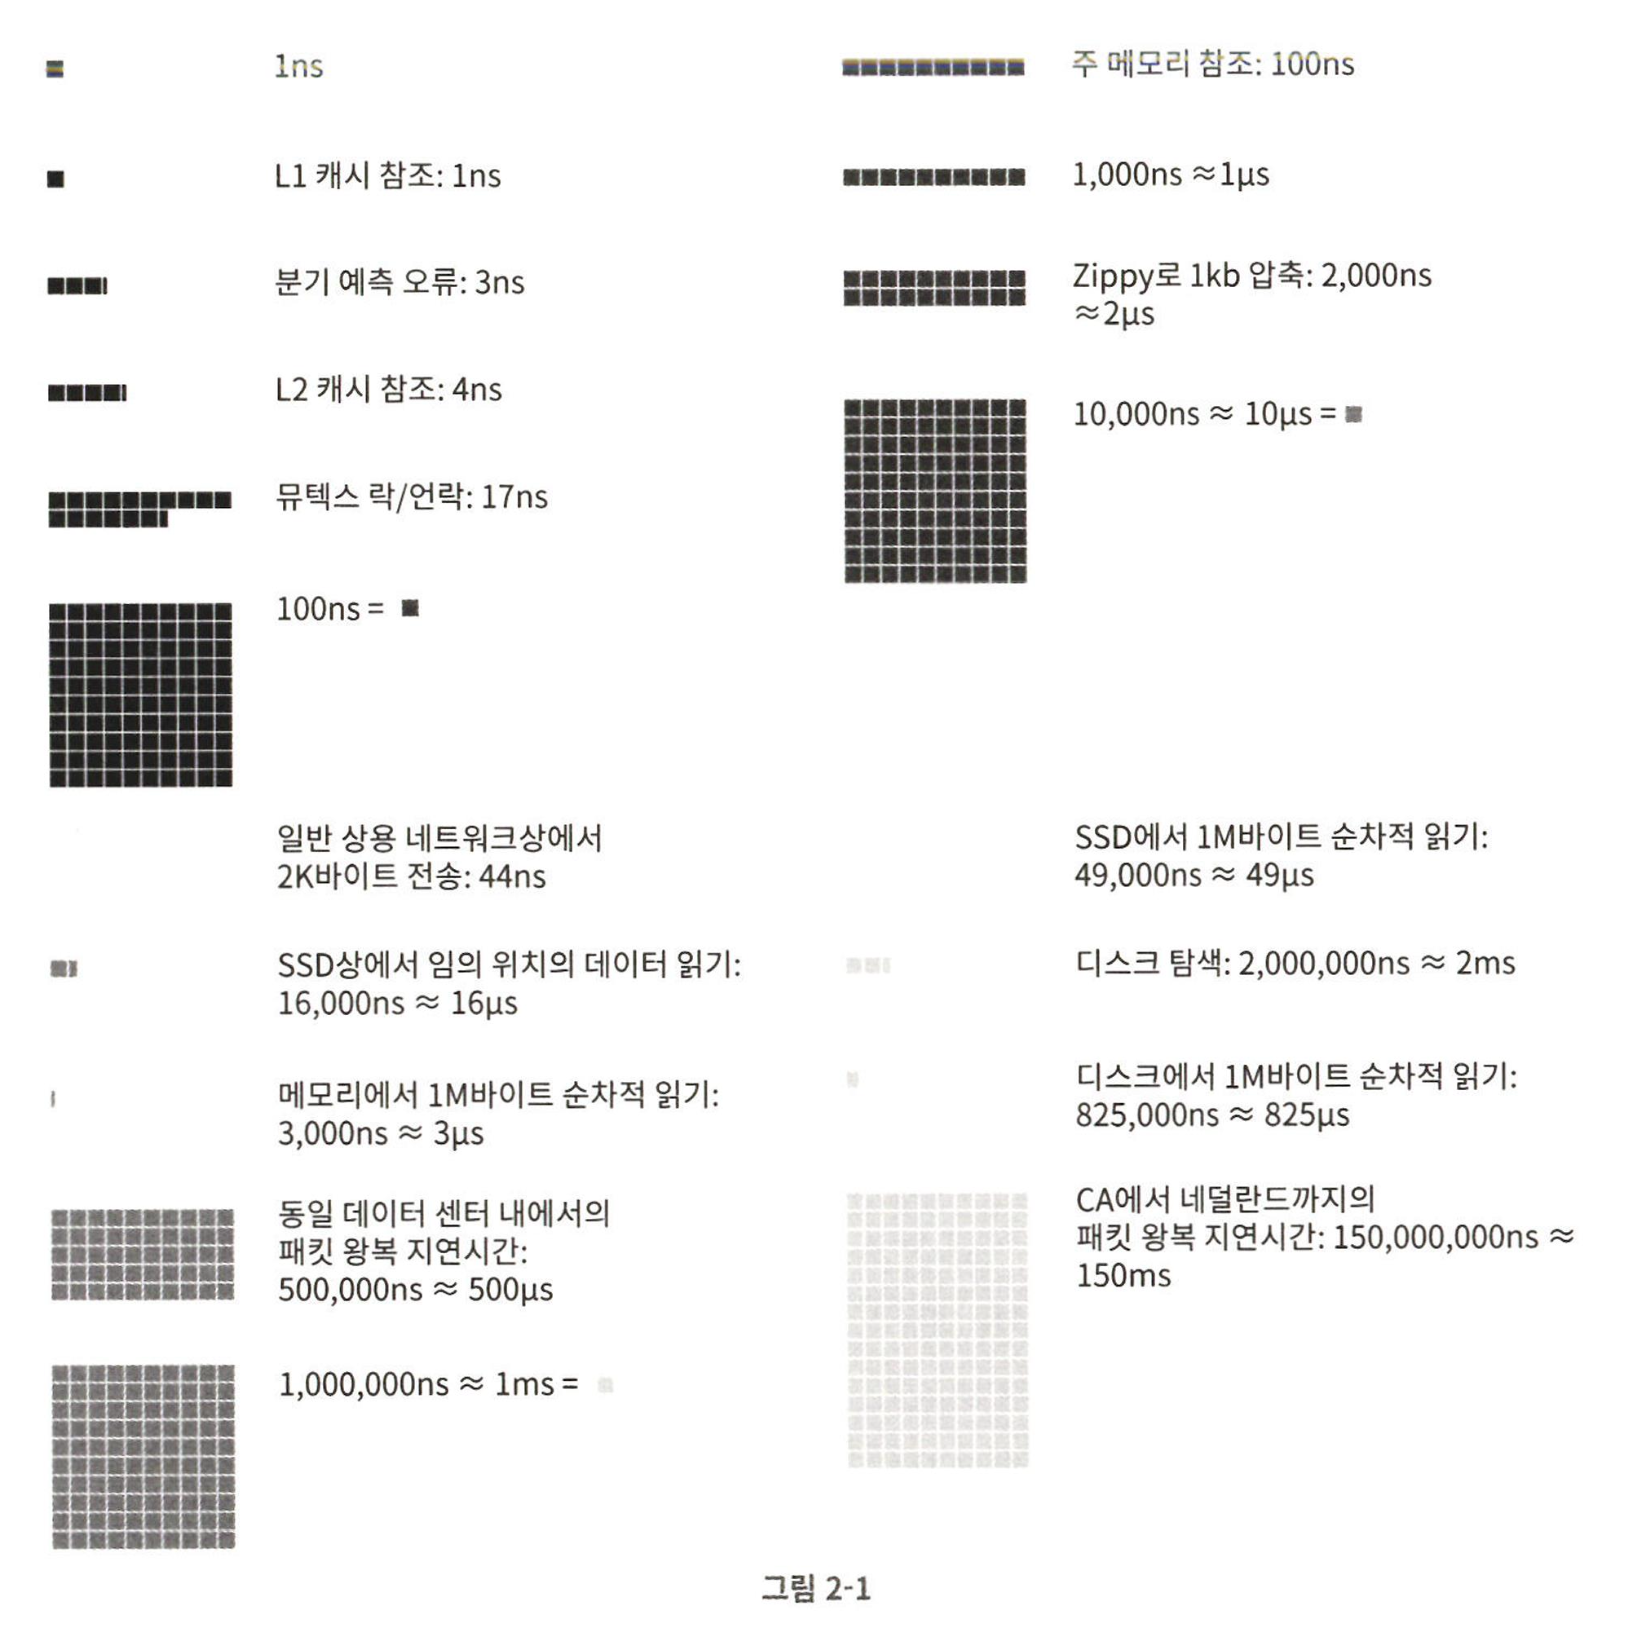 1ns
L1 캐시 참조: 1ns
분기 예측 오류: 3ns
L2 캐시 참조: 4ns
뮤텍스 락/언락: 17ns
100ns =
주 메모리 참조: 100ns
1,000ns ≈1μs
Zippy로 1kb 압축: 2,000ns
≈2μs
10,000ns ≈ 10μs =
일반 상용 네트워크상에서
2K바이트 전송: 44ns
SSD상에서 임의 위치의 데이터 읽기:
16,000ns ≈ 16μs
메모리에서 1M바이트 순차적 읽기:
3,000ns ≈ 3μs
동일 데이터 센터 내에서의
패킷 왕복 지연시간:
500,000ns ≈ 500μs
1,000,000ns ≈ 1ms =
SSD에서 1M바이트 순차적 읽기:
49,000ns ≈ 49μs
디스크 탐색: 2,000,000ns ≈ 2ms
디스크에서 1M바이트 순차적 읽기:
825,000ns ≈ 825μs
CA에서 네덜란드까지의
패킷 왕복 지연시간: 150,000,000ns ≈
150ms
그림 2-1